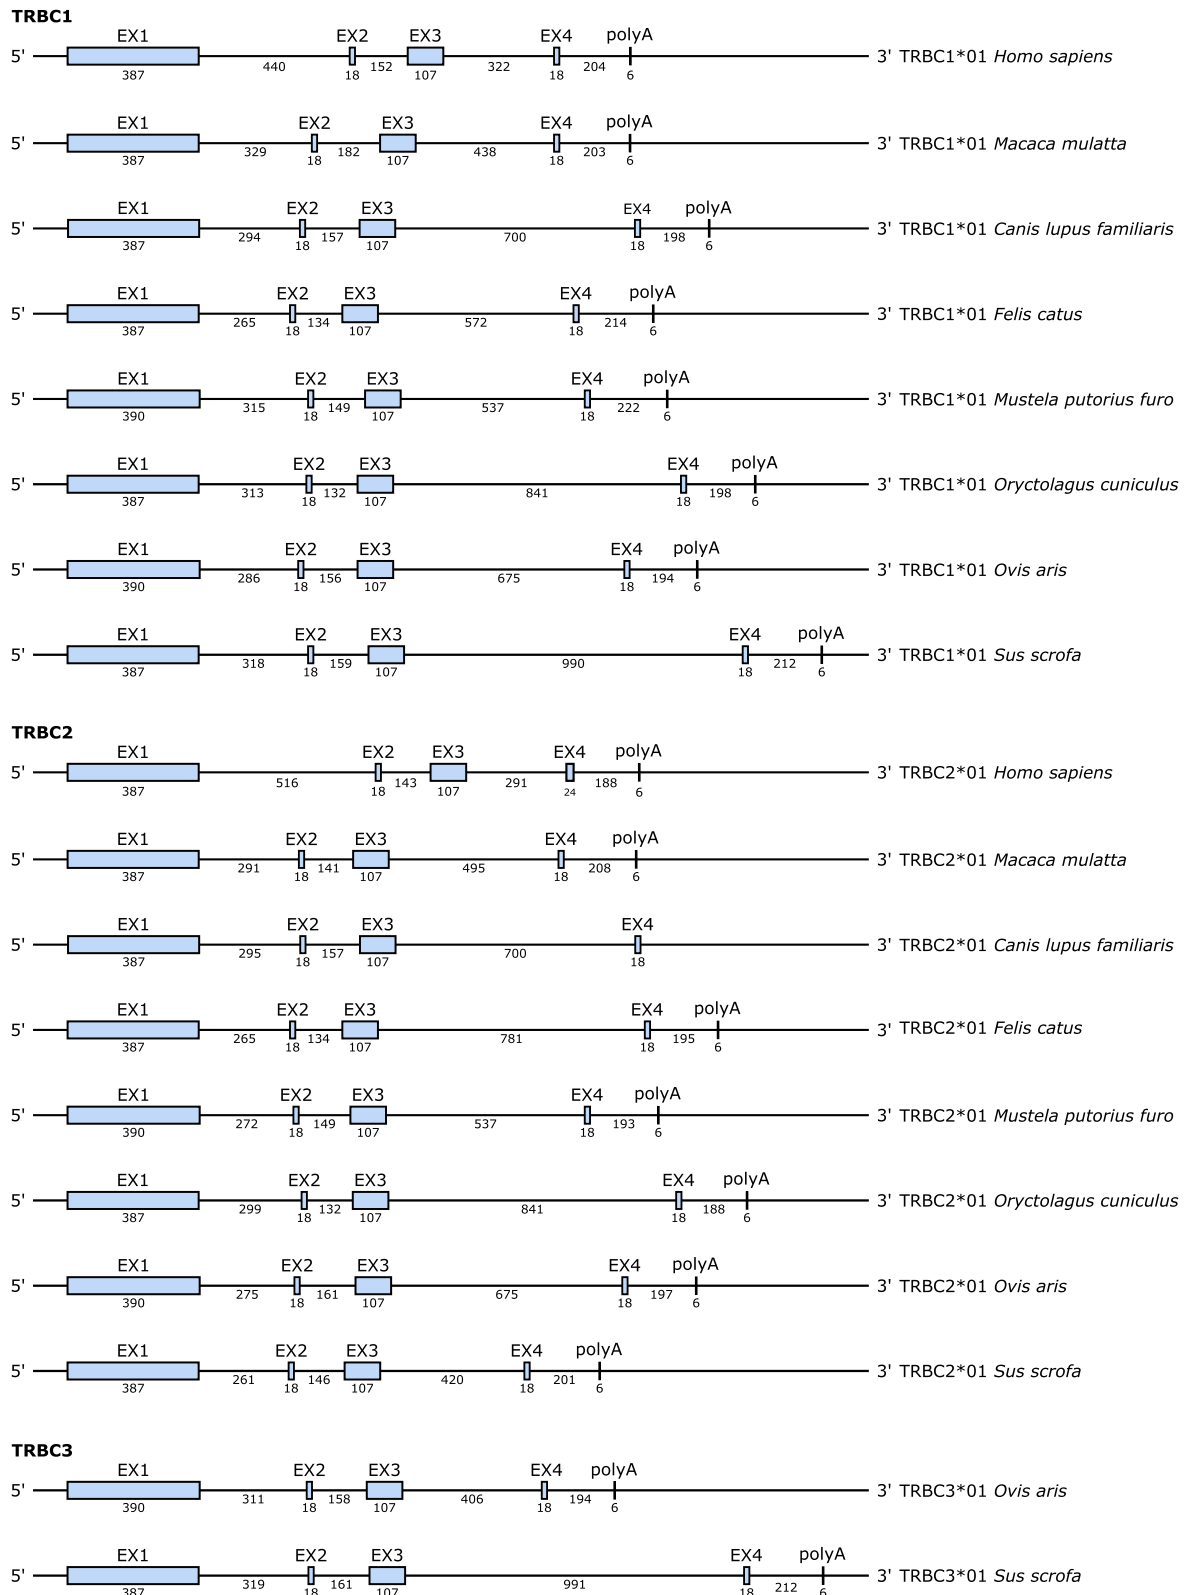 TRBC1
EX1 EX2 EX3 EX4 polyA
5' 3' TRBC1*01 Homo sapiens
387 440 18 152 107 322 18 204 6
EX1 EX2 EX3 EX4 polyA
5' 3' TRBC1*01 Macaca mulatta
387 329 18 182 107 438 18 203 6
EX1 EX2 EX3 EX4 polyA
5' 3' TRBC1*01 Canis lupus familiaris
387 294 18 157 107 700 18 198 6
EX1 EX2 EX3 EX4 polyA
5' 3' TRBC1*01 Felis catus
387 265 18 134 107 572 18 214 6
EX1 EX2 EX3 EX4 polyA
5' 3' TRBC1*01 Mustela putorius furo
390 315 18 149 107 537 18 222 6
EX1 EX2 EX3 EX4 polyA
5' 3' TRBC1*01 Oryctolagus cuniculus
387 313 18 132 107 841 18 198 6
EX1 EX2 EX3 EX4 polyA
5' 3' TRBC1*01 Ovis aris
390 286 18 156 107 675 18 194 6
EX1 EX2 EX3 EX4 polyA
5' 3' TRBC1*01 Sus scrofa
387 318 18 159 107 990 18 212 6
TRBC2
EX1 EX2 EX3 EX4 polyA
5' 3' TRBC2*01 Homo sapiens
387 516 18 143 107 291 24 188 6
EX1 EX2 EX3 EX4 polyA
5' 3' TRBC2*01 Macaca mulatta
387 291 18 141 107 495 18 208 6
EX1 EX2 EX3 EX4
5' 3' TRBC2*01 Canis lupus familiaris
387 295 18 157 107 700 18
EX1 EX2 EX3 EX4 polyA
5' 3' TRBC2*01 Felis catus
387 265 18 134 107 781 18 195 6
EX1 EX2 EX3 EX4 polyA
5' 3' TRBC2*01 Mustela putorius furo
390 272 18 149 107 537 18 193 6
EX1 EX2 EX3 EX4 polyA
5' 3' TRBC2*01 Oryctolagus cuniculus
387 299 18 132 107 841 18 188 6
EX1 EX2 EX3 EX4 polyA
5' 3' TRBC2*01 Ovis aris
390 275 18 161 107 675 18 197 6
EX1 EX2 EX3 EX4 polyA
5' 3' TRBC2*01 Sus scrofa
387 261 18 146 107 420 18 201 6
TRBC3
EX1 EX2 EX3 EX4 polyA
5' 3' TRBC3*01 Ovis aris
390 311 18 158 107 406 18 194 6
EX1 EX2 EX3 EX4 polyA
5' 3' TRBC3*01 Sus scrofa
387 319 18 161 107 991 18 212 6